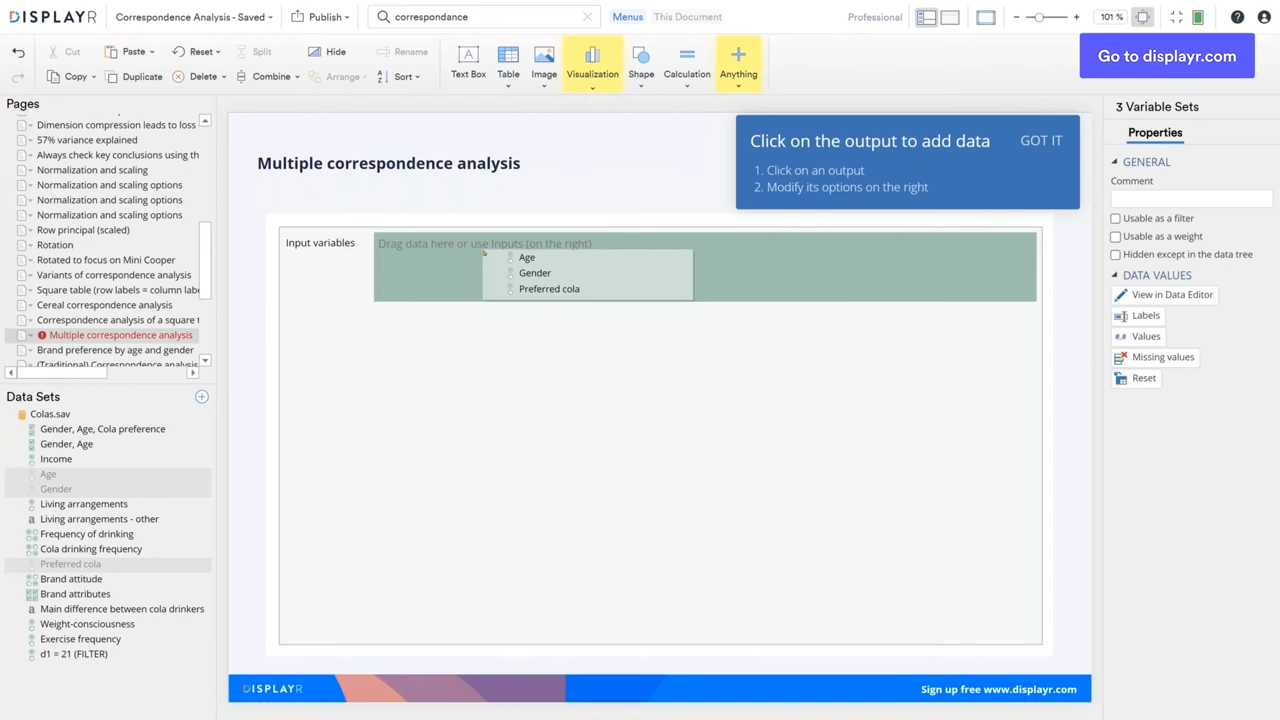 DISPLAYR
Correspondence Analysis - Saved
Publish
correspondance
Menus
This Document
Professional
101 %
Cut
Paste
Reset
Split
Hide
Rename
Copy
Duplicate
Delete
Combine
Arrange
Sort
Text Box
Table
Image
Visualization
Shape
Calculation
Anything
Go to displayr.com
Pages
Dimension compression leads to loss
57% variance explained
Always check key conclusions using th
Normalization and scaling
Normalization and scaling options
Normalization and scaling options
Normalization and scaling options
Row principal (scaled)
Rotation
Rotated to focus on Mini Cooper
Variants of correspondence analysis
Square table (row labels = column labe
Cereal correspondence analysis
Correspondence analysis of a square t
Multiple correspondence analysis
Brand preference by age and gender
(Traditional) Correspondence analysis
Data Sets
Colas.sav
Gender, Age, Cola preference
Gender, Age
Income
Age
Gender
Living arrangements
Living arrangements - other
Frequency of drinking
Cola drinking frequency
Preferred cola
Brand attitude
Brand attributes
Main difference between cola drinkers
Weight-consciousness
Exercise frequency
d1 = 21 (FILTER)
Multiple correspondence analysis
Click on the output to add data
GOT IT
1. Click on an output
2. Modify its options on the right
Input variables
Drag data here or use Inputs (on the right)
Age
Gender
Preferred cola
DISPLAYR
Sign up free www.displayr.com
3 Variable Sets
Properties
GENERAL
Comment
Usable as a filter
Usable as a weight
Hidden except in the data tree
DATA VALUES
View in Data Editor
Labels
Values
Missing values
Reset